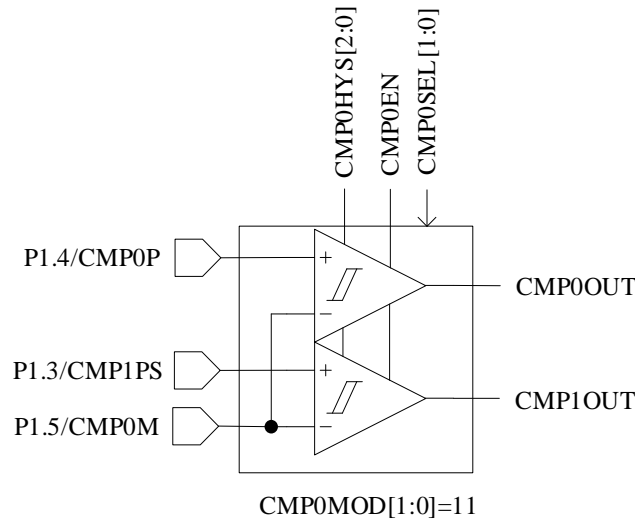 CMP0HYS[2:0]
CMP0EN
CMP0SEL[1:0]
P1.4/CMP0P
+
−
CMP0OUT
P1.3/CMP1PS
+
P1.5/CMP0M
−
CMP1OUT
CMP0MOD[1:0]=11